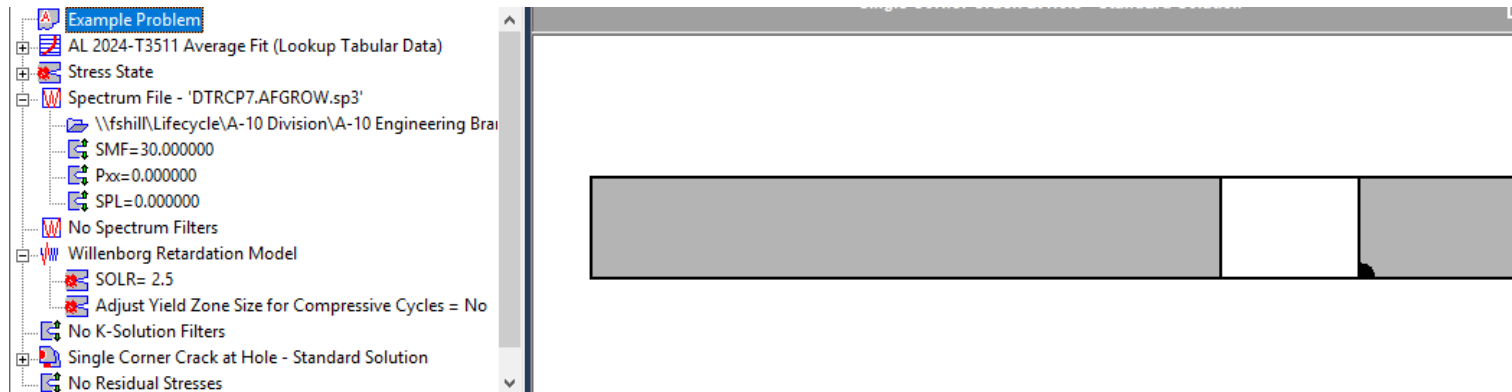 Example Problem
AL 2024-T3511 Average Fit (Lookup Tabular Data)
Stress State
Spectrum File - 'DTRCP7.AFGROW.sp3'
\\fshill\Lifecycle\A-10 Division\A-10 Engineering Bra
SMF=30.000000
Pxx=0.000000
SPL=0.000000
No Spectrum Filters
Willenborg Retardation Model
SOLR= 2.5
Adjust Yield Zone Size for Compressive Cycles = No
No K-Solution Filters
Single Corner Crack at Hole - Standard Solution
No Residual Stresses